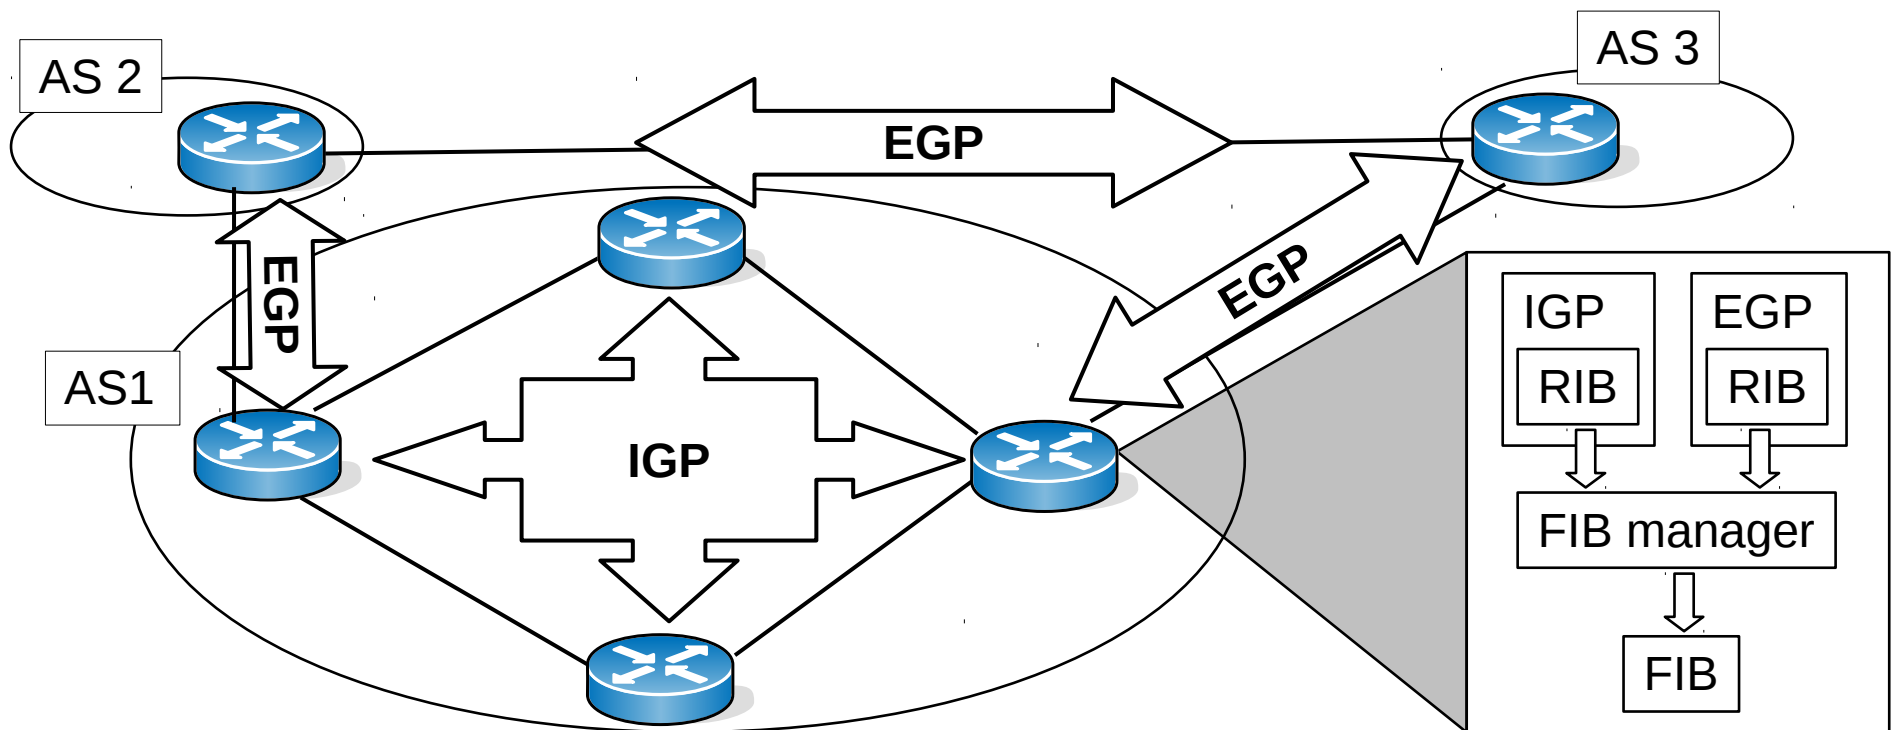 AS 2
AS 3
EGP
EGP
EGP
AS1
IGP
IGP
RIB
EGP
RIB
FIB manager
FIB